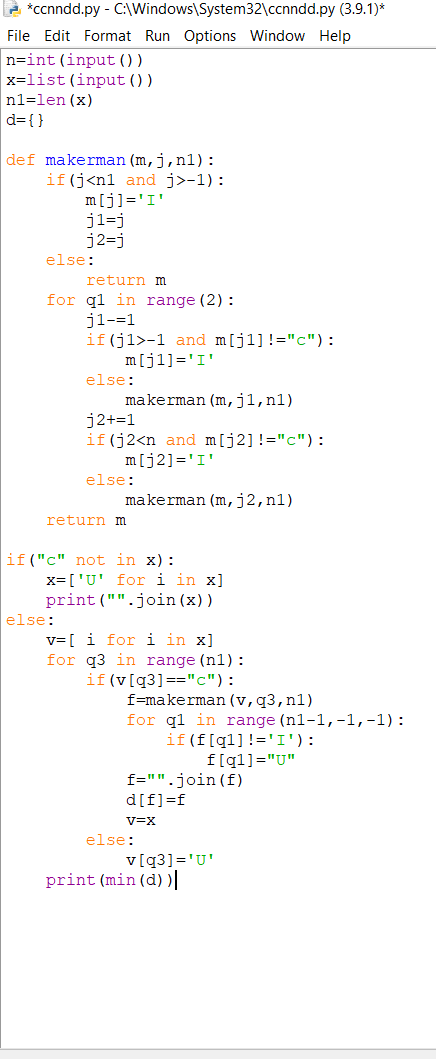 *ccnndd.py - C:\Windows\System32\ccnndd.py (3.9.1)*
File Edit Format Run Options Window Help
n=int(input())
x=list(input())
n1=len(x)
d={}

def makerman(m,j,n1):
    if(j<n1 and j>-1):
        m[j]='I'
        j1=j
        j2=j
    else:
        return m
    for q1 in range(2):
        j1-=1
        if(j1>-1 and m[j1]!="c"):
            m[j1]='I'
        else:
            makerman(m,j1,n1)
        j2+=1
        if(j2<n and m[j2]!="c"):
            m[j2]='I'
        else:
            makerman(m,j2,n1)
    return m

if("c" not in x):
    x=['U' for i in x]
    print("".join(x))
else:
    v=[ i for i in x]
    for q3 in range(n1):
        if(v[q3]=="c"):
            f=makerman(v,q3,n1)
            for q1 in range(n1-1,-1,-1):
                if(f[q1]!='I'):
                    f[q1]="U"
            f="".join(f)
            d[f]=f
            v=x
        else:
            v[q3]='U'
    print(min(d))